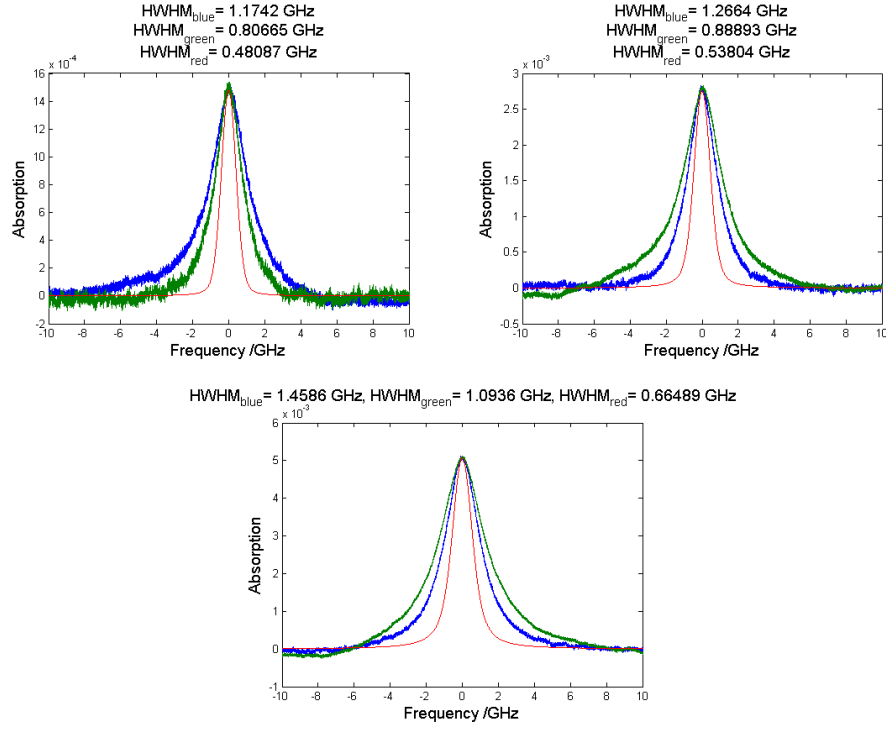 HWHM_blue= 1.1742 GHz
HWHM_green= 0.80665 GHz
HWHM_red= 0.48087 GHz
x 10^-4
16
14
12
10
8
6
4
2
0
-2
Absorption
-10 -8 -6 -4 -2 0 2 4 6 8 10
Frequency /GHz
HWHM_blue= 1.2664 GHz
HWHM_green= 0.88893 GHz
HWHM_red= 0.53804 GHz
x 10^-3
3
2.5
2
1.5
1
0.5
0
-0.5
Absorption
-10 -8 -6 -4 -2 0 2 4 6 8 10
Frequency /GHz
HWHM_blue= 1.4586 GHz, HWHM_green= 1.0936 GHz, HWHM_red= 0.66489 GHz
x 10^-3
6
5
4
3
2
1
0
-1
Absorption
-10 -8 -6 -4 -2 0 2 4 6 8 10
Frequency /GHz